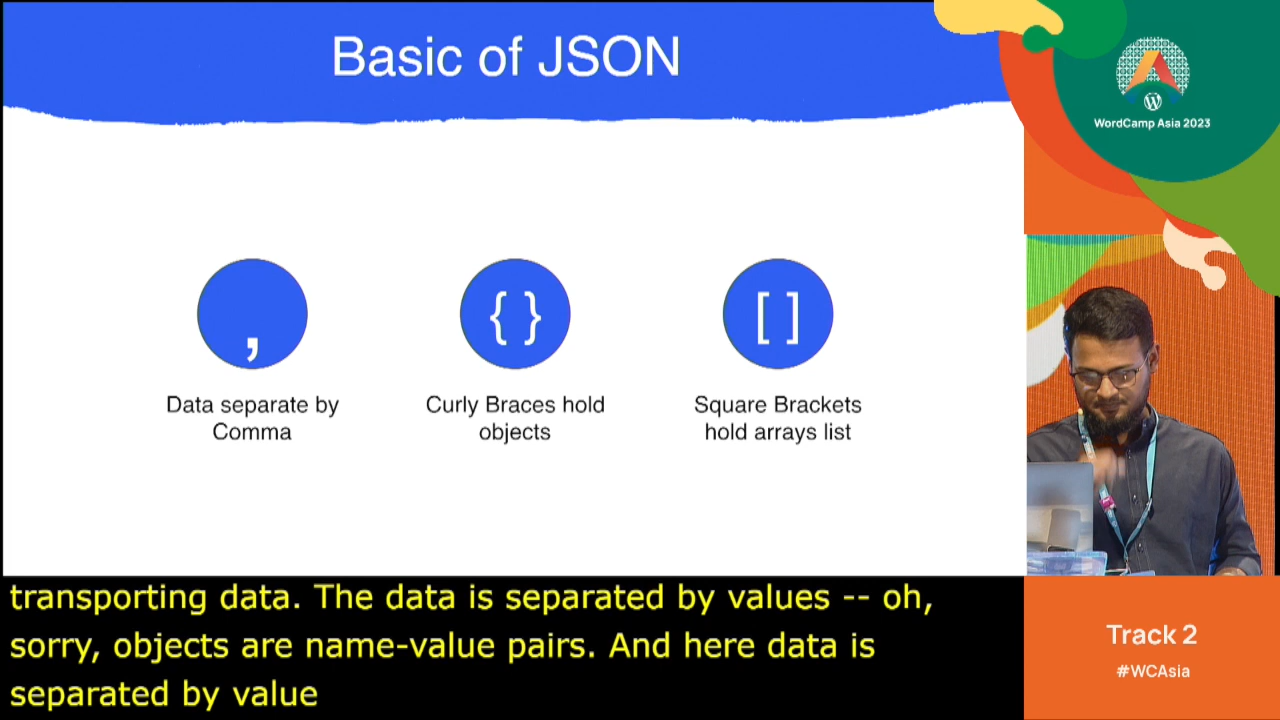 Basic of JSON
,
{ }
[ ]
Data separate by
Comma
Curly Braces hold
objects
Square Brackets
hold arrays list
transporting data. The data is separated by values -- oh,
sorry, objects are name-value pairs. And here data is
separated by value
WordCamp Asia 2023
Track 2
#WCAsia